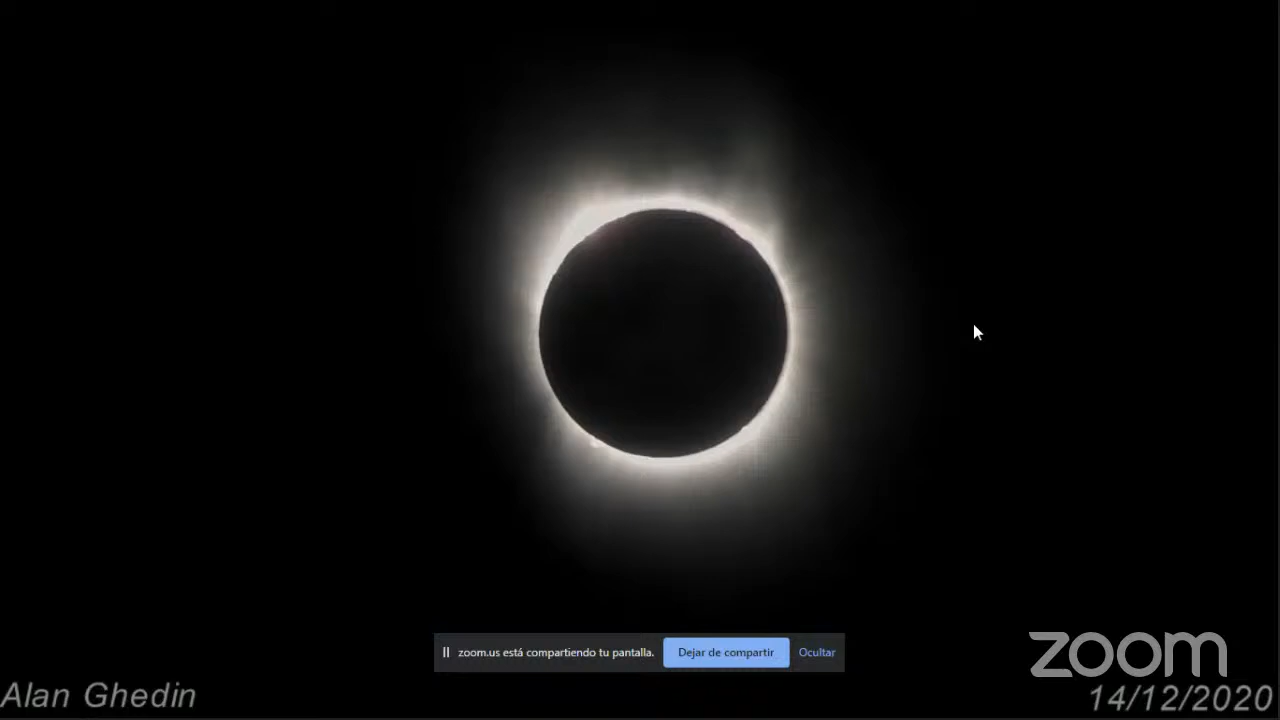 zoom.us está compartiendo tu pantalla. Dejar de compartir Ocultar
zoom
Alan Ghedin
14/12/2020